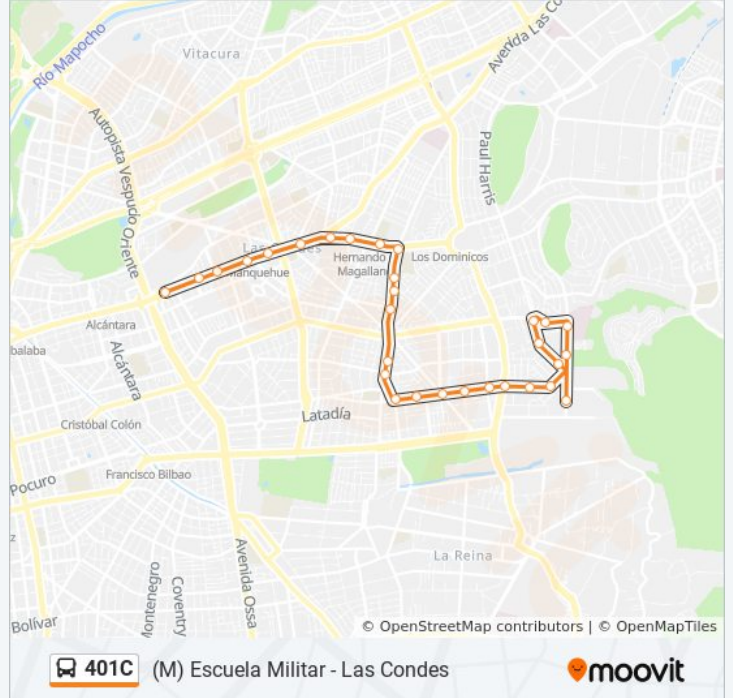 Avenida Las Co
Río Mapocho
Vitacura
Autopista Vespucio
Oriente
Paul Harris
Las Condes
Manquehue
Hernando
Magallan
Los Dominicos
Alcántara
balaba
Alcántara
Latadía
Cristóbal Colón
Francisco Bilbao
Pocuro
z
Avenida Ossa
La Reina
Montenegro
Coventry
Bolívar
© OpenStreetMap contributors | © OpenMapTiles
401C (M) Escuela Militar - Las Condes
moovit